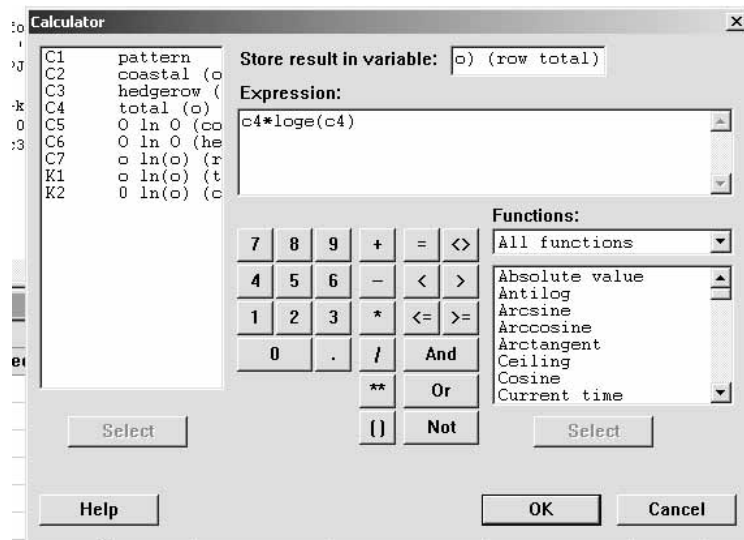 Calculator
C1 pattern
C2 coastal (o
C3 hedgerow (
C4 total (o)
C5 O ln O (co
C6 O ln O (he
C7 o ln(o) (r
K1 o ln(o) (t
K2 0 ln(o) (c
Select
Store result in variable: o) (row total)
Expression:
c4*loge(c4)
7 8 9 + = <>
4 5 6 − < >
1 2 3 * <= >=
0 . / And
** Or
() Not
Functions:
All functions
Absolute value
Antilog
Arcsine
Arccosine
Arctangent
Ceiling
Cosine
Current time
Select
Help
OK
Cancel